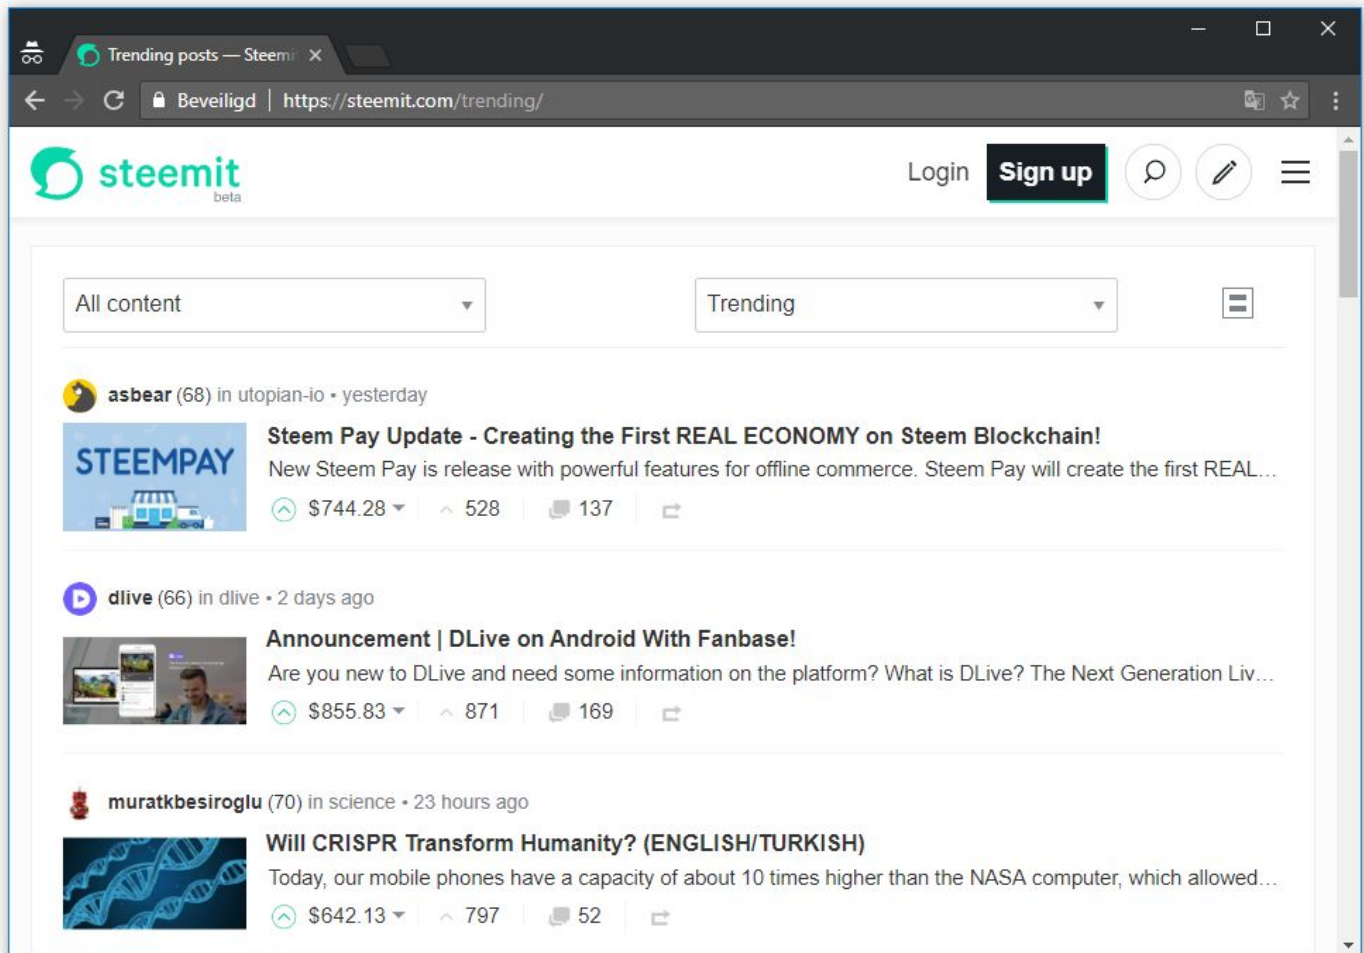 Trending posts — Steemi
Beveiligd | https://steemit.com/trending/
steemit
beta
Login
Sign up
All content
Trending
asbear (68) in utopian-io • yesterday
STEEMPAY
Steem Pay Update - Creating the First REAL ECONOMY on Steem Blockchain!
New Steem Pay is release with powerful features for offline commerce. Steem Pay will create the first REAL...
$744.28 528 137
dlive (66) in dlive • 2 days ago
Announcement | DLive on Android With Fanbase!
Are you new to DLive and need some information on the platform? What is DLive? The Next Generation Liv...
$855.83 871 169
muratkbesiroglu (70) in science • 23 hours ago
Will CRISPR Transform Humanity? (ENGLISH/TURKISH)
Today, our mobile phones have a capacity of about 10 times higher than the NASA computer, which allowed...
$642.13 797 52